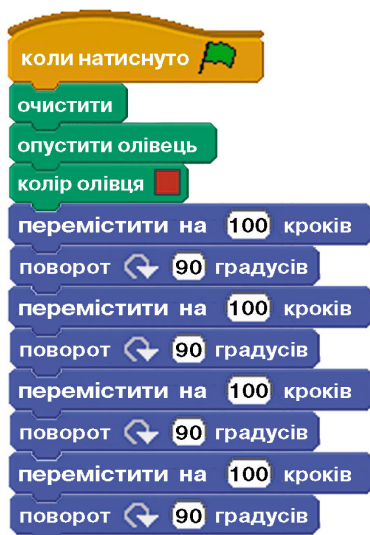 коли натиснуто
очистити
опустити олівець
колір олівця
перемістити на 100 кроків
поворот 90 градусів
перемістити на 100 кроків
поворот 90 градусів
перемістити на 100 кроків
поворот 90 градусів
перемістити на 100 кроків
поворот 90 градусів